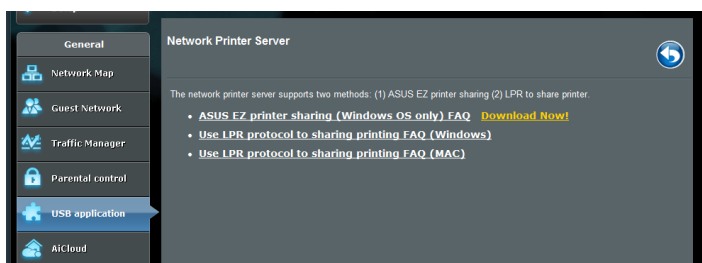 General
Network Map
Guest Network
Traffic Manager
Parental control
USB application
AiCloud
Network Printer Server
The network printer server supports two methods: (1) ASUS EZ printer sharing (2) LPR to share printer.
ASUS EZ printer sharing (Windows OS only) FAQ Download Now!
Use LPR protocol to sharing printing FAQ (Windows)
Use LPR protocol to sharing printing FAQ (MAC)